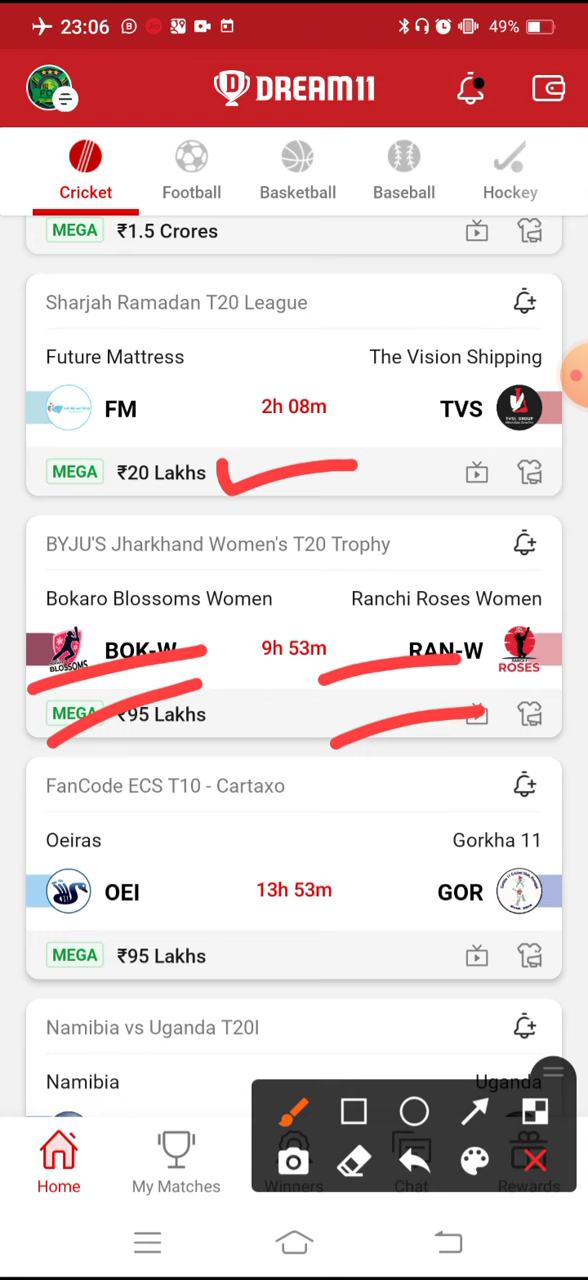 23:06
49%
DREAM11
Cricket Football Basketball Baseball Hockey
MEGA ₹1.5 Crores
Sharjah Ramadan T20 League
Future Mattress The Vision Shipping
FM 2h 08m TVS
MEGA ₹20 Lakhs
BYJU'S Jharkhand Women's T20 Trophy
Bokaro Blossoms Women Ranchi Roses Women
BOK-W 9h 53m RAN-W
BLOSSOMS ROSES
MEGA ₹95 Lakhs
FanCode ECS T10 - Cartaxo
Oeiras Gorkha 11
OEI 13h 53m GOR
MEGA ₹95 Lakhs
Namibia vs Uganda T20I
Namibia Uganda
Home My Matches Winners Chat Rewards